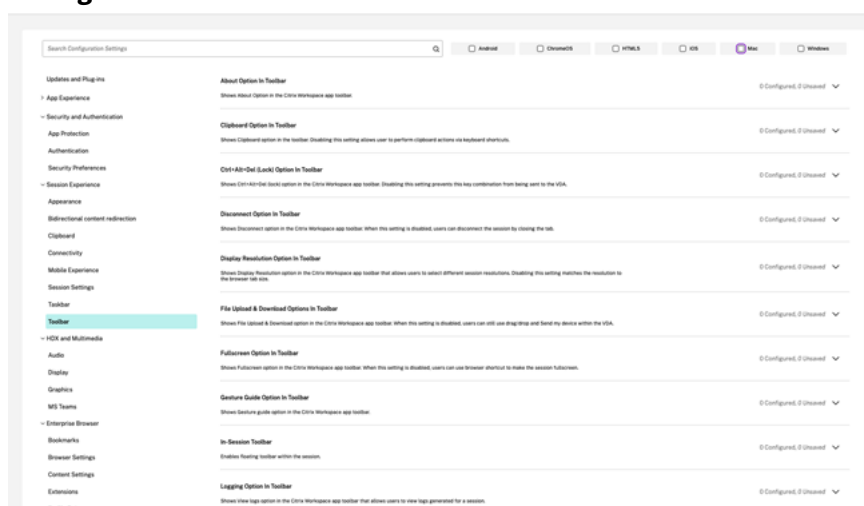 Search Configuration Settings
Android
ChromeOS
HTML5
iOS
Mac
Windows
Updates and Plug-ins
App Experience
Security and Authentication
App Protection
Authentication
Security Preferences
Session Experience
Appearance
Bidirectional content redirection
Clipboard
Connectivity
Mobile Experience
Session Settings
Taskbar
Toolbar
HDX and Multimedia
Audio
Display
Graphics
MS Teams
Enterprise Browser
Bookmarks
Browser Settings
Content Settings
Extensions
About Option In Toolbar
0 Configured, 0 Unsaved
Shows About Option in the Citrix Workspace app toolbar.
Clipboard Option In Toolbar
0 Configured, 0 Unsaved
Shows Clipboard option in the toolbar. Disabling this setting allows user to perform clipboard actions via keyboard shortcuts.
Ctrl+Alt+Del (Lock) Option In Toolbar
0 Configured, 0 Unsaved
Shows Ctrl+Alt+Del (lock) option in the Citrix Workspace app toolbar. Disabling this setting prevents this key combination from being sent to the VDA.
Disconnect Option In Toolbar
0 Configured, 0 Unsaved
Shows Disconnect option in the Citrix Workspace app toolbar. When this setting is disabled, users can disconnect the session by closing the tab.
Display Resolution Option In Toolbar
0 Configured, 0 Unsaved
Shows Display Resolution option in the Citrix Workspace app toolbar that allows users to select different session resolutions. Disabling this setting matches the resolution to
the browser tab size.
File Upload & Download Options In Toolbar
0 Configured, 0 Unsaved
Shows File Upload & Download option in the Citrix Workspace app toolbar. When this setting is disabled, users can still use drag/drop and Send my device within the VDA.
Fullscreen Option In Toolbar
0 Configured, 0 Unsaved
Shows Fullscreen option in the Citrix Workspace app toolbar. When this setting is disabled, users can use browser shortcut to make the session fullscreen.
Gesture Guide Option In Toolbar
0 Configured, 0 Unsaved
Shows Gesture guide option in the Citrix Workspace app toolbar.
In-Session Toolbar
0 Configured, 0 Unsaved
Enables floating toolbar within the session.
Logging Option In Toolbar
0 Configured, 0 Unsaved
Shows View logs option in the Citrix Workspace app toolbar that allows users to view logs generated for a session.